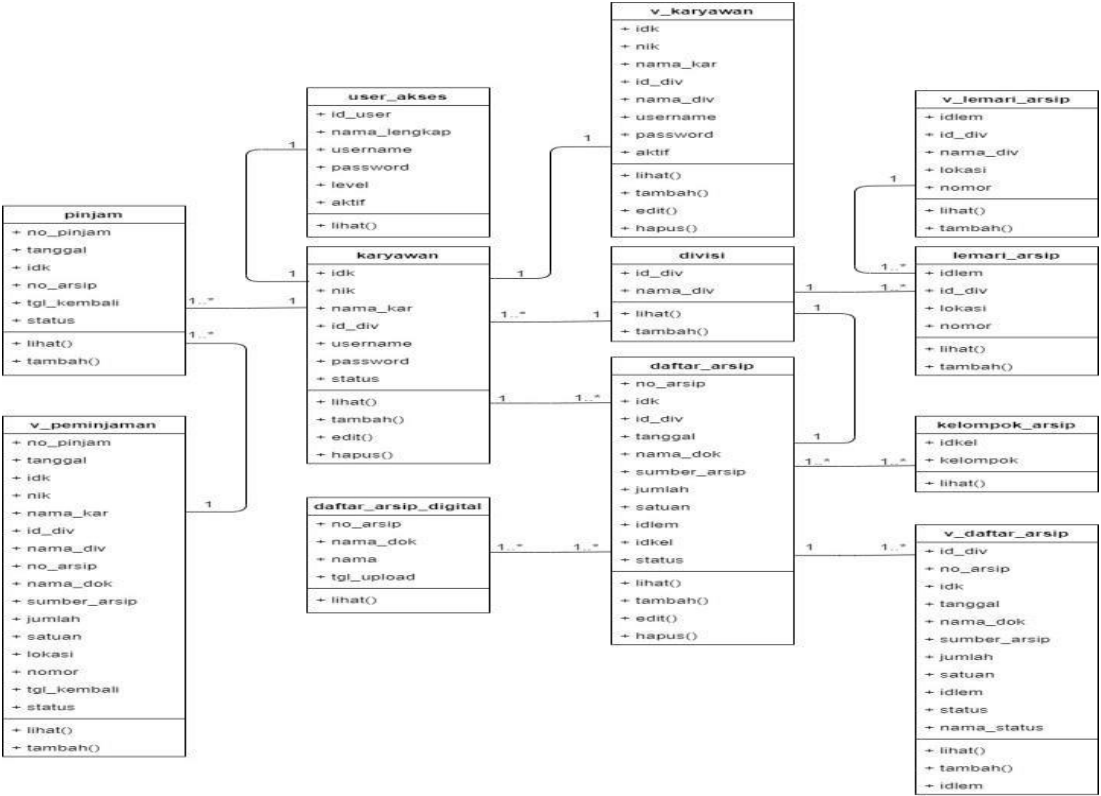 v_karyawan
+ idk
+ nik
+ nama_kar
+ id_div
+ nama_div
+ username
+ password
+ aktif
+ lihat()
+ tambah()
+ edit()
+ hapus()
user_akses
+ id_user
+ nama_lengkap
+ username
+ password
+ level
+ aktif
+ lihat()
v_lemari_arsip
+ idlem
+ id_div
+ nama_div
+ lokasi
+ nomor
+ lihat()
+ tambah()
pinjam
+ no_pinjam
+ tanggal
+ idk
+ no_arsip
+ tgl_kembali
+ status
+ lihat()
+ tambah()
karyawan
+ idk
+ nik
+ nama_kar
+ id_div
+ username
+ password
+ status
+ lihat()
+ tambah()
+ edit()
+ hapus()
divisi
+ id_div
+ nama_div
+ lihat()
+ tambah()
lemari_arsip
+ idlem
+ id_div
+ lokasi
+ nomor
+ lihat()
+ tambah()
daftar_arsip
+ no_arsip
+ idk
+ id_div
+ tanggal
+ nama_dok
+ sumber_arsip
+ jumlah
+ satuan
+ idlem
+ idkel
+ status
+ lihat()
+ tambah()
+ edit()
+ hapus()
v_peminjaman
+ no_pinjam
+ tanggal
+ idk
+ nik
+ nama_kar
+ id_div
+ nama_div
+ no_arsip
+ nama_dok
+ sumber_arsip
+ jumlah
+ satuan
+ lokasi
+ nomor
+ tgl_kembali
+ status
+ lihat()
+ tambah()
kelompok_arsip
+ idkel
+ kelompok
+ lihat()
daftar_arsip_digital
+ no_arsip
+ nama_dok
+ nama
+ tgl_upload
+ lihat()
v_daftar_arsip
+ id_div
+ no_arsip
+ idk
+ tanggal
+ nama_dok
+ sumber_arsip
+ jumlah
+ satuan
+ idlem
+ status
+ nama_status
+ lihat()
+ tambah()
+ idlem
1
1
1
1
1..*
1
1..*
1
1..*
1
1
1..*
1
1..*
1
1
1
1..*
1..*
1..*
1..*
1..*
1
1..*